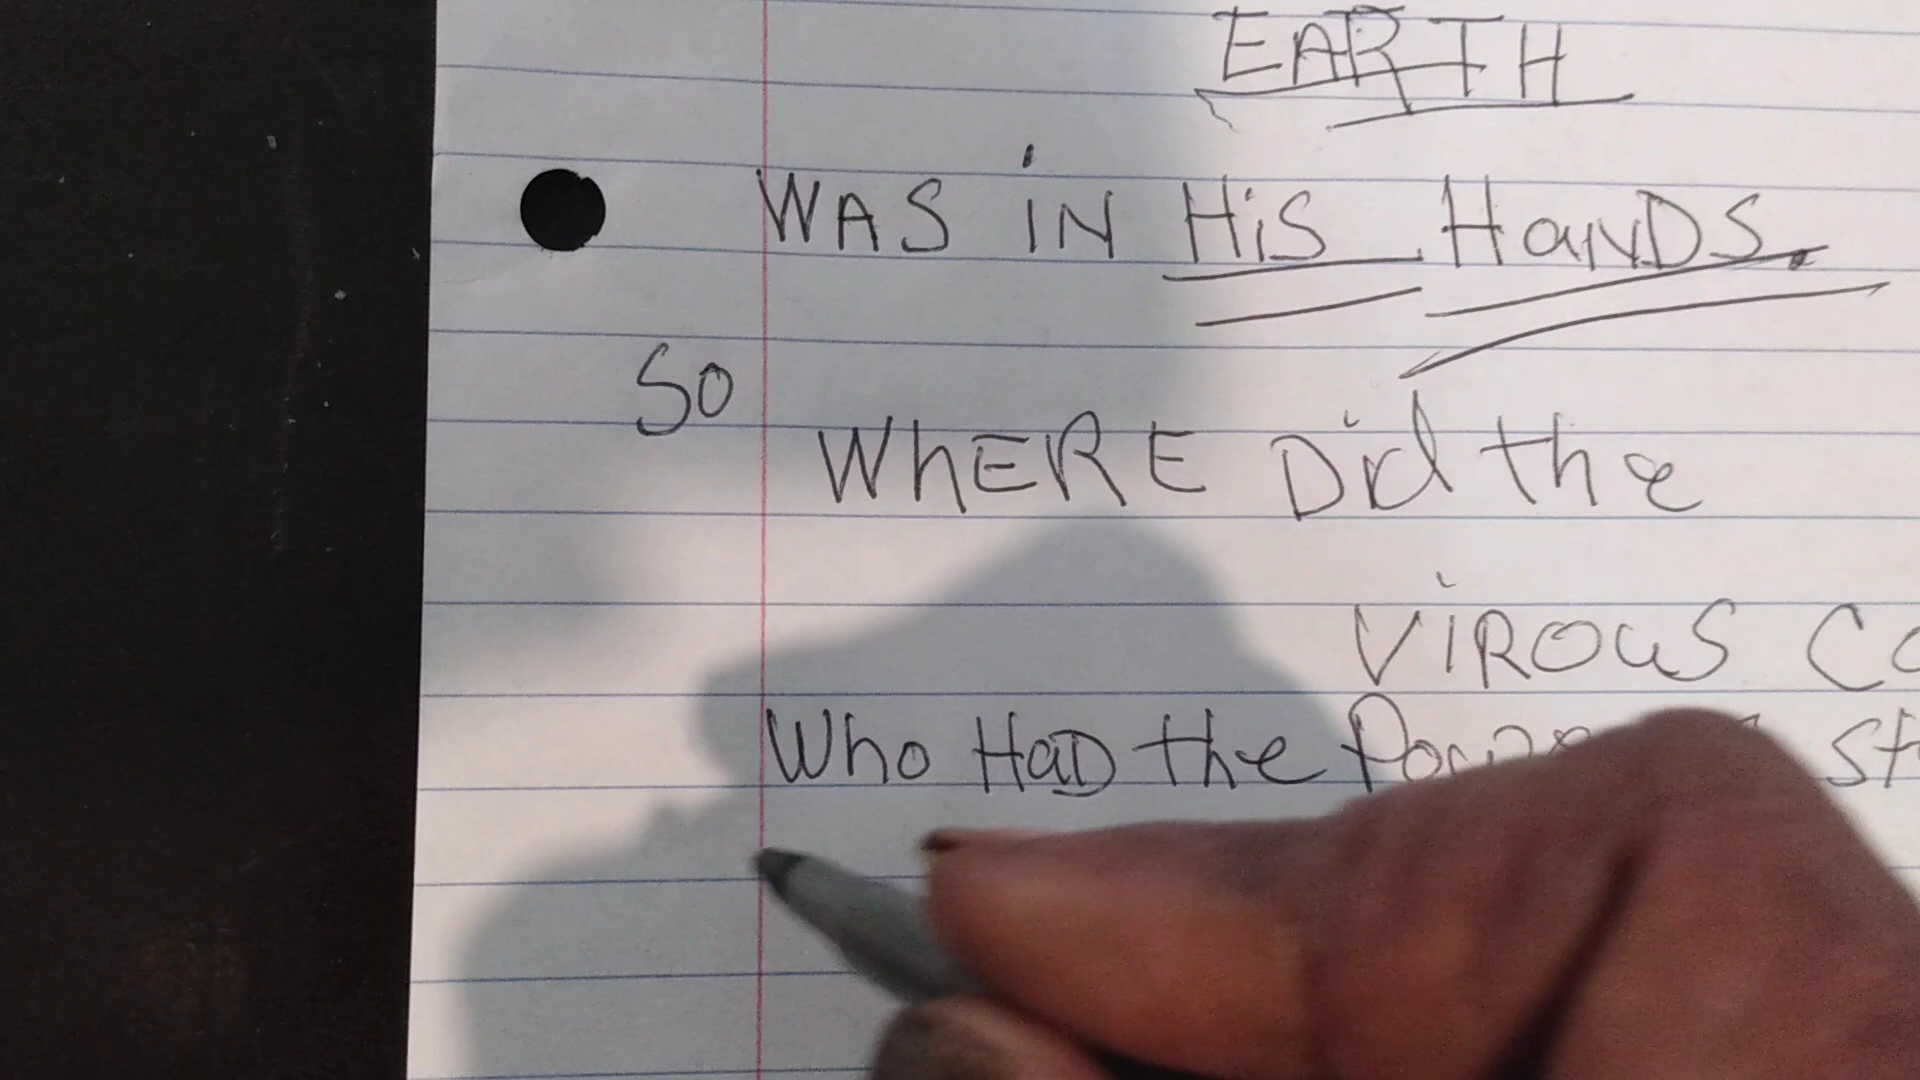 EARTH
WAS iN HiS HaNDS.
So
WhERE Did the
ViROuS
Who HaD the